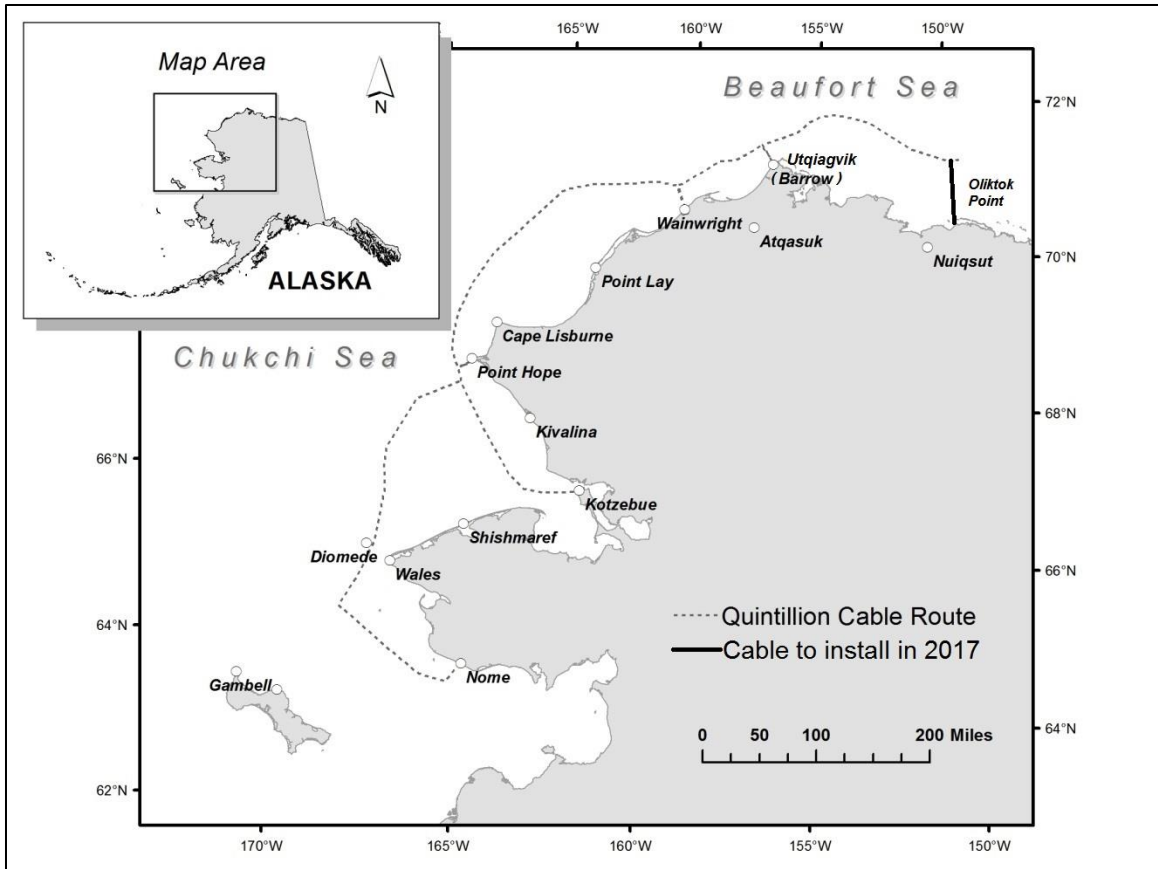 Map Area
N
ALASKA
165°W
160°W
155°W
150°W
Beaufort Sea
72°N
Utqiagvik
(Barrow)
Oliktok
Point
Wainwright
Atqasuk
Nuiqsut
70°N
Point Lay
Cape Lisburne
Chukchi Sea
Point Hope
68°N
Kivalina
66°N
Kotzebue
Shishmaref
Diomede
Wales
66°N
Quintillion Cable Route
64°N
Cable to install in 2017
Nome
Gambell
64°N
0 50 100 200 Miles
62°N
170°W
165°W
160°W
155°W
150°W